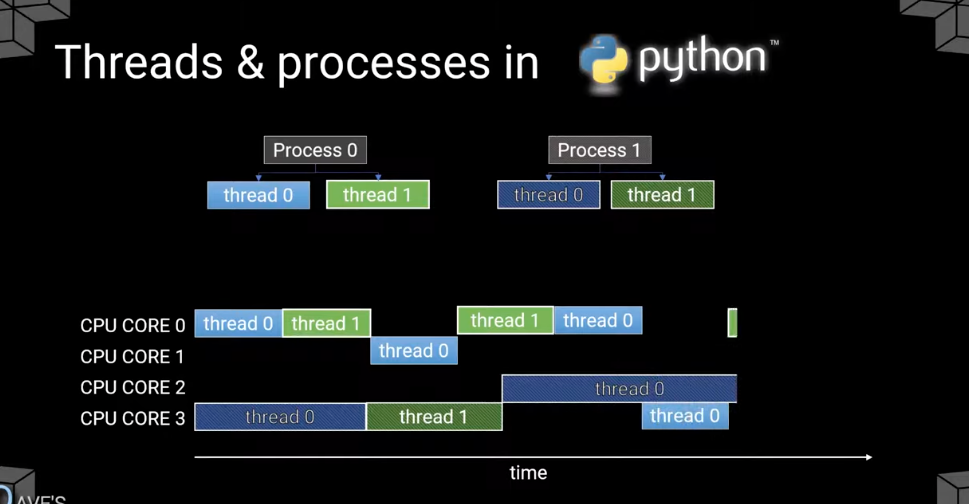 Threads & processes in python™
Process 0
Process 1
thread 0
thread 1
thread 0
thread 1
CPU CORE 0
thread 0
thread 1
thread 1
thread 0
CPU CORE 1
thread 0
CPU CORE 2
thread 0
CPU CORE 3
thread 0
thread 1
thread 0
time
AVE'S